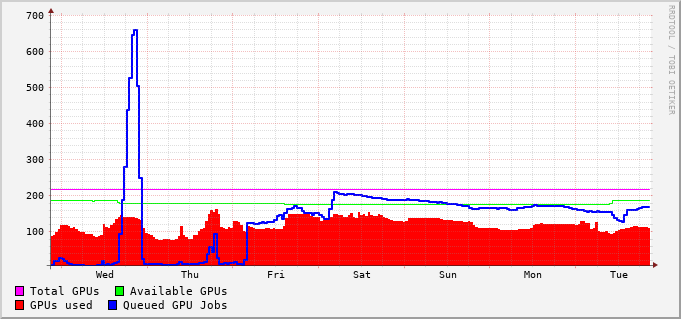 700
600
500
400
300
200
100
Wed Thu Fri Sat Sun Mon Tue
Total GPUs Available GPUs
GPUs used Queued GPU Jobs
RRDTOOL / TOBI OETIKER